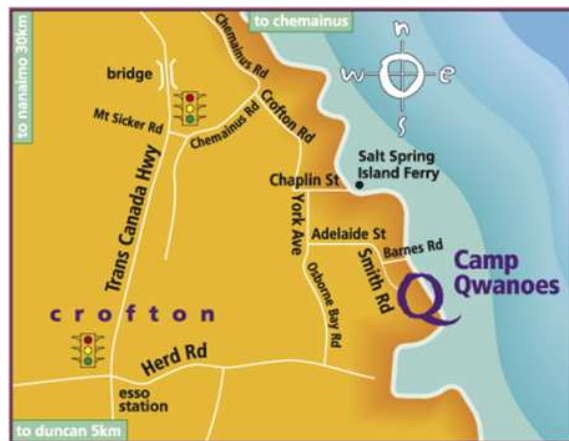 to chemainus
to nanaimo 30km
n
w e
s
bridge
Chemainus Rd
Mt Sicker Rd
Chemainus Rd
Crofton Rd
Trans Canada Hwy
Salt Spring
Island Ferry
Chaplin St
York Ave
Adelaide St
Barnes Rd
Smith Rd
Osborne Bay Rd
Q
Camp
Qwanoes
crofton
Herd Rd
esso
station
to duncan 5km